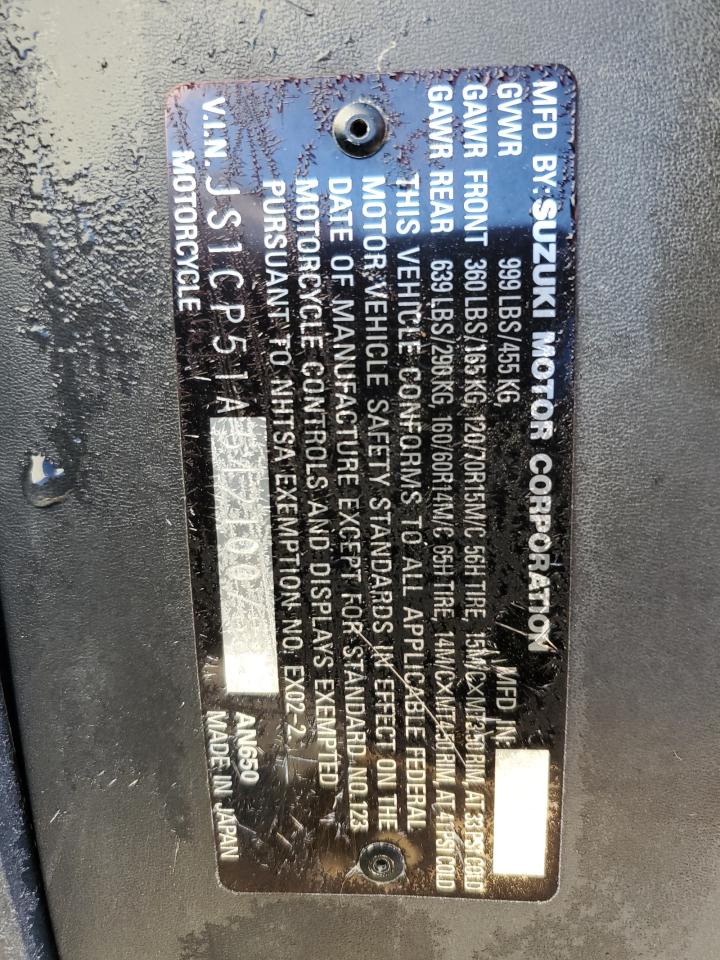 MFD BY: SUZUKI MOTOR CORPORATION MFD IN:
GVWR 999 LBS/455 KG,
GAWR FRONT 360 LBS/165 KG, 120/70R15M/C 56H TIRE, 15M/CXMT3.50 RIM AT 33 PSI COLD
GAWR REAR 639 LBS/290 KG, 160/60R14M/C 65H TIRE, 14M/CXMT4.50 RIM AT 41 PSI COLD
THIS VEHICLE CONFORMS TO ALL APPLICABLE FEDERAL
MOTOR VEHICLE SAFETY STANDARDS IN EFFECT ON THE
DATE OF MANUFACTURE EXCEPT FOR STANDARD NO.123
MOTORCYCLE CONTROLS AND DISPLAYS EXEMPTED
PURSUANT TO NHTSA EXEMPTION NO. EX02-2
V.I.N. JS1CP51A AN650
MOTORCYCLE MADE IN JAPAN